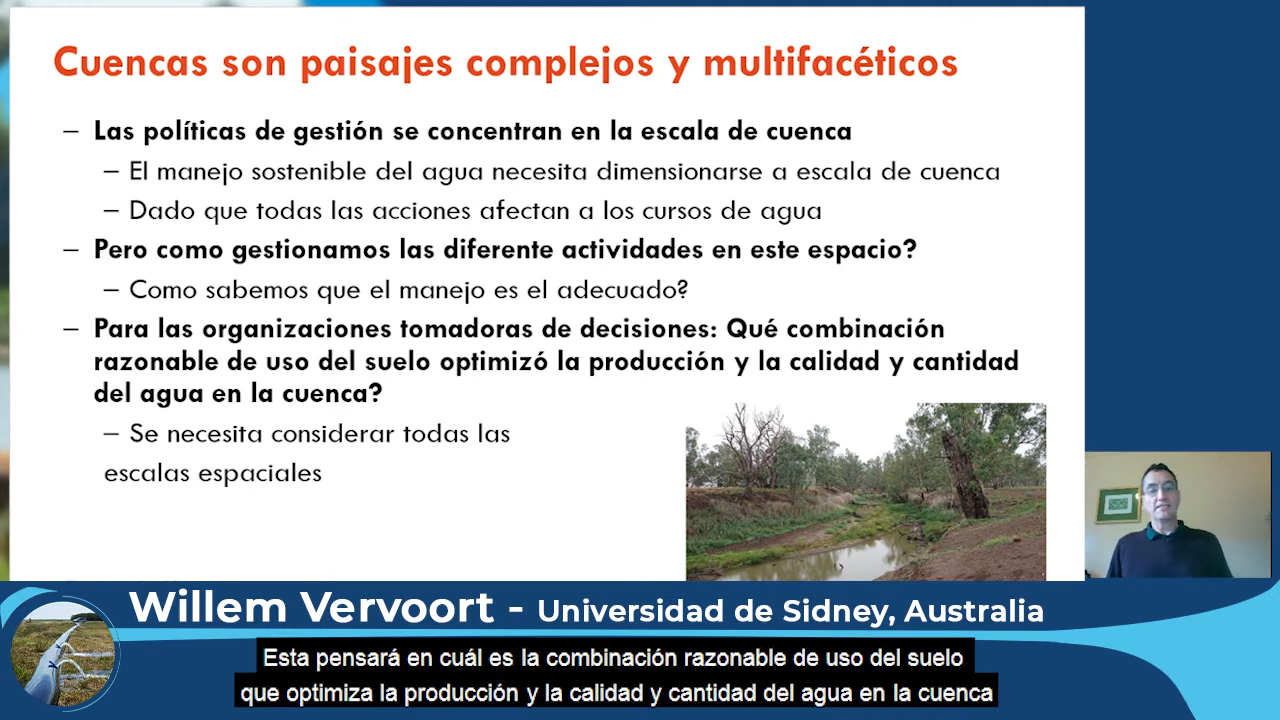 Cuencas son paisajes complejos y multifacéticos
– Las políticas de gestión se concentran en la escala de cuenca
– El manejo sostenible del agua necesita dimensionarse a escala de cuenca
– Dado que todas las acciones afectan a los cursos de agua
– Pero como gestionamos las diferente actividades en este espacio?
– Como sabemos que el manejo es el adecuado?
– Para las organizaciones tomadoras de decisiones: Qué combinación
razonable de uso del suelo optimizó la producción y la calidad y cantidad
del agua en la cuenca?
– Se necesita considerar todas las
escalas espaciales
Willem Vervoort - Universidad de Sidney, Australia
Esta pensará en cuál es la combinación razonable de uso del suelo
que optimiza la producción y la calidad y cantidad del agua en la cuenca